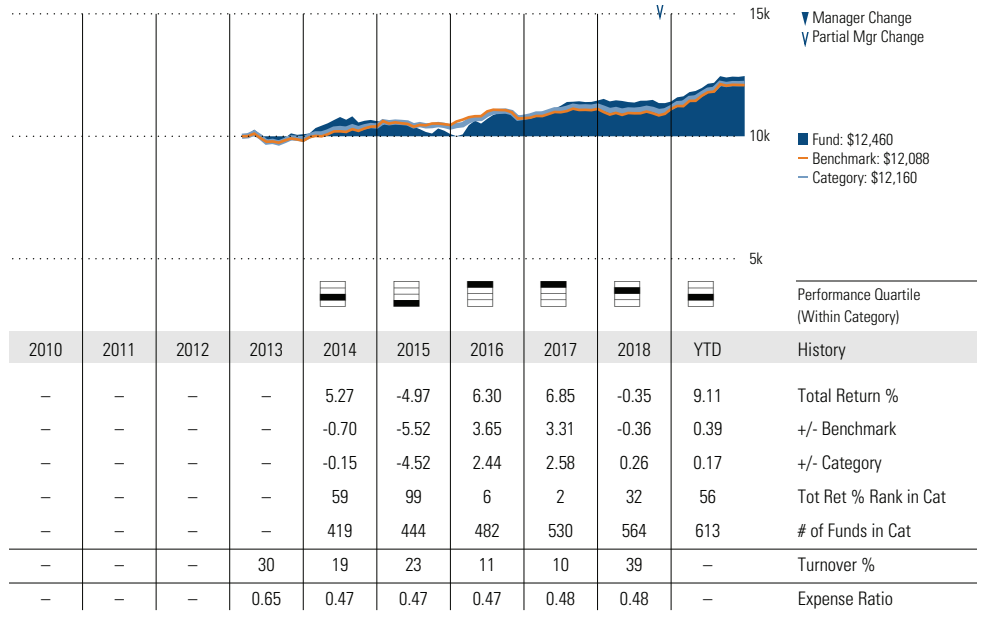 15k
Manager Change
Partial Mgr Change
10k
Fund: $12,460
Benchmark: $12,088
Category: $12,160
5k
Performance Quartile
(Within Category)
2010 2011 2012 2013 2014 2015 2016 2017 2018 YTD History
– – – – 5.27 -4.97 6.30 6.85 -0.35 9.11 Total Return %
– – – – -0.70 -5.52 3.65 3.31 -0.36 0.39 +/- Benchmark
– – – – -0.15 -4.52 2.44 2.58 0.26 0.17 +/- Category
– – – – 59 99 6 2 32 56 Tot Ret % Rank in Cat
– – – – 419 444 482 530 564 613 # of Funds in Cat
– – – 30 19 23 11 10 39 – Turnover %
– – – 0.65 0.47 0.47 0.47 0.48 0.48 – Expense Ratio